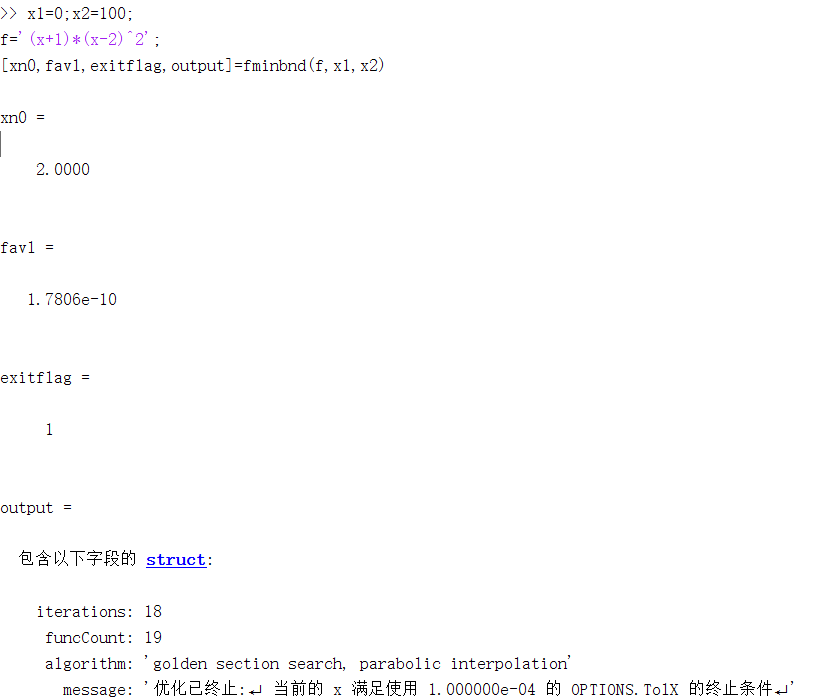 >> x1=0;x2=100;
f='(x+1)*(x-2)^2';
[xn0,fav1,exitflag,output]=fminbnd(f,x1,x2)
xn0 =
2.0000
fav1 =
1.7806e-10
exitflag =
1
output =
包含以下字段的 struct:
iterations: 18
funcCount: 19
algorithm: 'golden section search, parabolic interpolation'
message: '优化已终止:↵ 当前的 x 满足使用 1.000000e-04 的 OPTIONS.TolX 的终止条件↵'